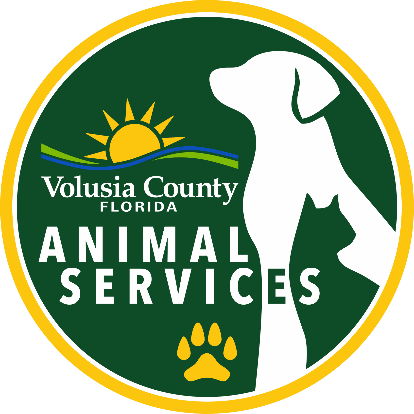 Volusia County
FLORIDA
ANIMAL
SERVICES